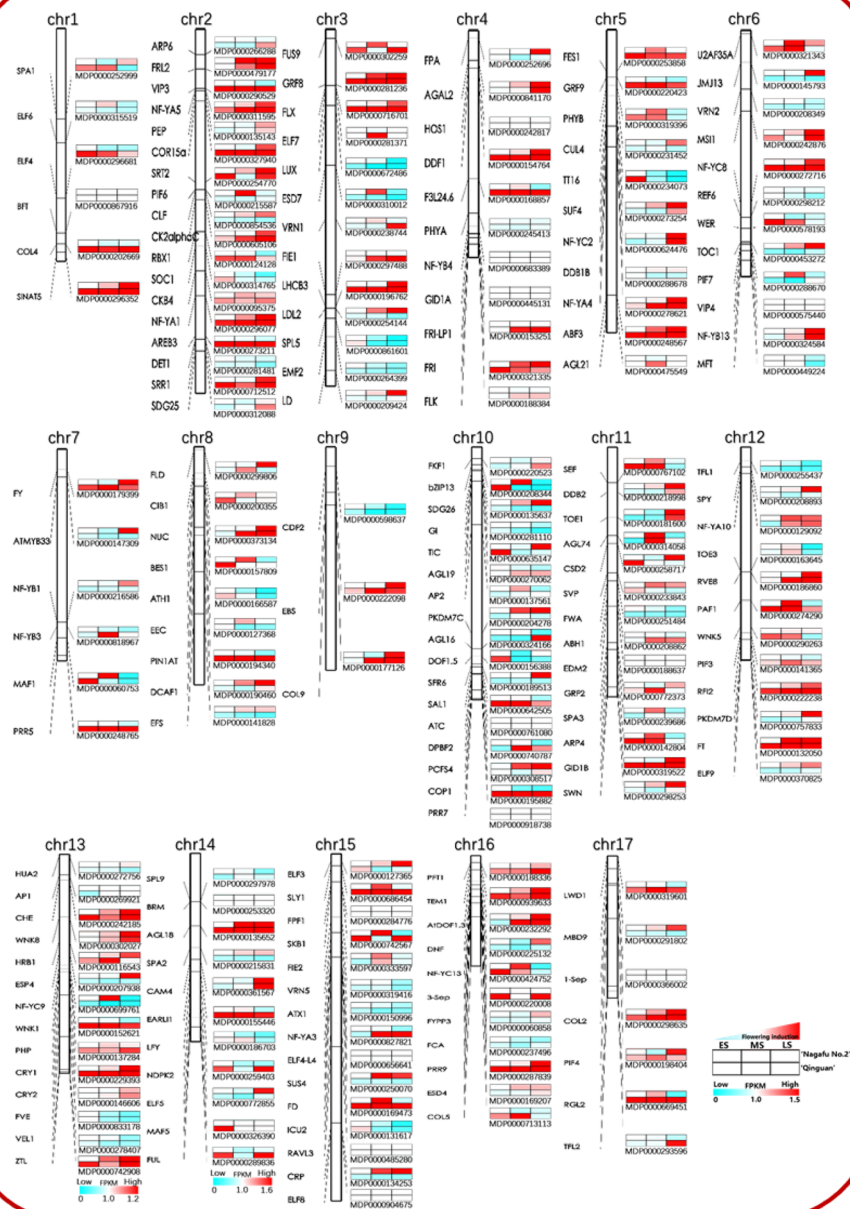 chr1
SPA1
MDP0000252999
ELF6
MDP0000315519
ELF4
MDP0000296681
BFT
MDP0000867916
COL4
MDP0000202669
SINAT5
MDP0000296352
chr2
ARP6
MDP0000266288
FRL2
MDP0000479177
VIP3
MDP0000290529
NF-YA5
MDP0000311595
PEP
MDP0000135143
COR15α
MDP0000327940
SRT2
MDP0000254770
PIF6
MDP0000215587
CLF
MDP0000854536
CK2alphaC
MDP0000605106
RBX1
MDP0000124128
SOC1
MDP0000314765
CKB4
MDP0000095375
NF-YA1
MDP0000296077
AREB3
MDP0000273211
DET1
MDP0000281481
SRR1
MDP0000712512
SDG25
MDP0000312088
chr3
FUS9
MDP0000302259
GRF8
MDP0000281236
FLX
MDP0000716701
ELF7
MDP0000281371
LUX
MDP0000672486
ESD7
MDP0000310012
VRN1
MDP0000238744
FIE1
MDP0000297488
LHCB3
MDP0000196762
LDL2
MDP0000254144
SPL5
MDP0000861601
EMF2
MDP0000264399
LD
MDP0000209424
chr4
FPA
MDP0000252696
AGAL2
MDP0000841170
HOS1
MDP0000242817
DDF1
MDP0000154764
F3L24.6
MDP0000168857
PHYA
MDP0000245413
NF-YB4
MDP0000683389
GID1A
MDP0000445131
FRI-LP1
MDP0000153251
FRI
MDP0000321335
FLK
MDP0000188384
chr5
FES1
MDP0000253858
GRF9
MDP0000220423
PHYB
MDP0000319396
CUL4
MDP0000231452
TT16
MDP0000234073
SUF4
MDP0000273254
NF-YC2
MDP0000624476
DDB1B
MDP0000288678
NF-YA4
MDP0000278621
ABF3
MDP0000248567
AGL21
MDP0000475549
chr6
U2AF35A
MDP0000321343
JMJ13
MDP0000145793
VRN2
MDP0000208349
MSI1
MDP0000242876
NF-YC8
MDP0000272716
REF6
MDP0000298212
WER
MDP0000578193
TOC1
MDP0000453272
PIF7
MDP0000288670
VIP4
MDP0000575440
NF-YB13
MDP0000324584
MFT
MDP0000449224
chr7
FY
MDP0000179399
ATMYB33
MDP0000147309
NF-YB1
MDP0000216586
NF-YB3
MDP0000818967
MAF1
MDP0000060753
PRR5
MDP0000248765
chr8
FLD
MDP0000299806
CIB1
MDP0000200355
NUC
MDP0000373134
BES1
MDP0000157809
ATH1
MDP0000166587
EEC
MDP0000127368
PIN1AT
MDP0000194340
DCAF1
MDP0000190460
EFS
MDP0000141828
chr9
CDF2
MDP0000598637
EBS
MDP0000222098
COL9
MDP0000177126
chr10
FKF1
MDP0000220523
bZIP13
MDP0000208344
SDG26
MDP0000135637
GI
MDP0000281110
TIC
MDP0000635147
AGL19
MDP0000270062
AP2
MDP0000137561
PKDM7C
MDP0000204278
AGL16
MDP0000324166
DOF1.5
MDP0000156388
SFR6
MDP0000189513
SAL1
MDP0000642505
ATC
MDP0000761080
DPBF2
MDP0000740787
PCFS4
MDP0000308517
COP1
MDP0000195882
PRR7
MDP0000918738
chr11
SEF
MDP0000767102
DDB2
MDP0000218998
TOE1
MDP0000181600
AGL74
MDP0000314058
CSD2
MDP0000258717
SVP
MDP0000233843
FWA
MDP0000251484
ABH1
MDP0000208862
EDM2
MDP0000188637
GRF2
MDP0000772373
SPA3
MDP0000239686
ARP4
MDP0000142804
GID1B
MDP0000319522
SWN
MDP0000298253
chr12
TFL1
MDP0000255437
SPY
MDP0000208893
NF-YA10
MDP0000129092
TOE3
MDP0000163645
RVE8
MDP0000186860
PAF1
MDP0000274290
WNK5
MDP0000290263
PIF3
MDP0000141365
RFI2
MDP0000222238
PKDM7D
MDP0000757833
FT
MDP0000132050
ELF9
MDP0000370825
chr13
HUA2
MDP0000272756
AP1
MDP0000269921
CHE
MDP0000242185
WNK8
MDP0000302027
HRB1
MDP0000116543
ESP4
MDP0000207938
NF-YC9
MDP0000699761
WNK1
MDP0000152621
PHP
MDP0000137284
CRY1
MDP0000229393
CRY2
MDP0000146606
FVE
MDP0000833178
VEL1
MDP0000278407
ZTL
MDP0000742908
Low FPKM High
0 1.0 1.2
chr14
SPL9
MDP0000297978
BRM
MDP0000253320
AGL18
MDP0000135652
SPA2
MDP0000215831
CAM4
MDP0000361567
EARLI1
MDP0000155446
LFY
MDP0000186703
NDPK2
MDP0000259403
ELF5
MDP0000772855
MAF5
MDP0000326390
FUL
MDP0000289836
Low FPKM High
0 1.0 1.6
chr15
ELF3
MDP0000127365
SLY1
MDP0000686454
FPF1
MDP0000284776
SKB1
MDP0000742567
FIE2
MDP0000333597
VRN5
MDP0000319416
ATX1
MDP0000150996
NF-YA3
MDP0000827821
ELF4-L4
MDP0000656641
SUS4
MDP0000250070
FD
MDP0000169473
ICU2
MDP0000131617
RAVL3
MDP0000485280
CRP
MDP0000134253
ELF8
MDP0000904675
chr16
PFT1
MDP0000188336
TEM1
MDP0000939633
AtDOF1.3
MDP0000232292
DNF
MDP0000225132
NF-YC13
MDP0000424752
3-Sep
MDP0000220008
FYPP3
MDP0000060858
FCA
MDP0000237496
PRR9
MDP0000287839
ESD4
MDP0000169207
COL5
MDP0000713113
chr17
LWD1
MDP0000319601
MBD9
MDP0000291802
1-Sep
MDP0000366002
COL2
MDP0000298635
PIF4
MDP0000198404
RGL2
MDP0000669451
TFL2
MDP0000293596
Flowering induction
ES MS LS
'Nagafu No.2'
'Qinguan'
Low FPKM High
0 1.0 1.5